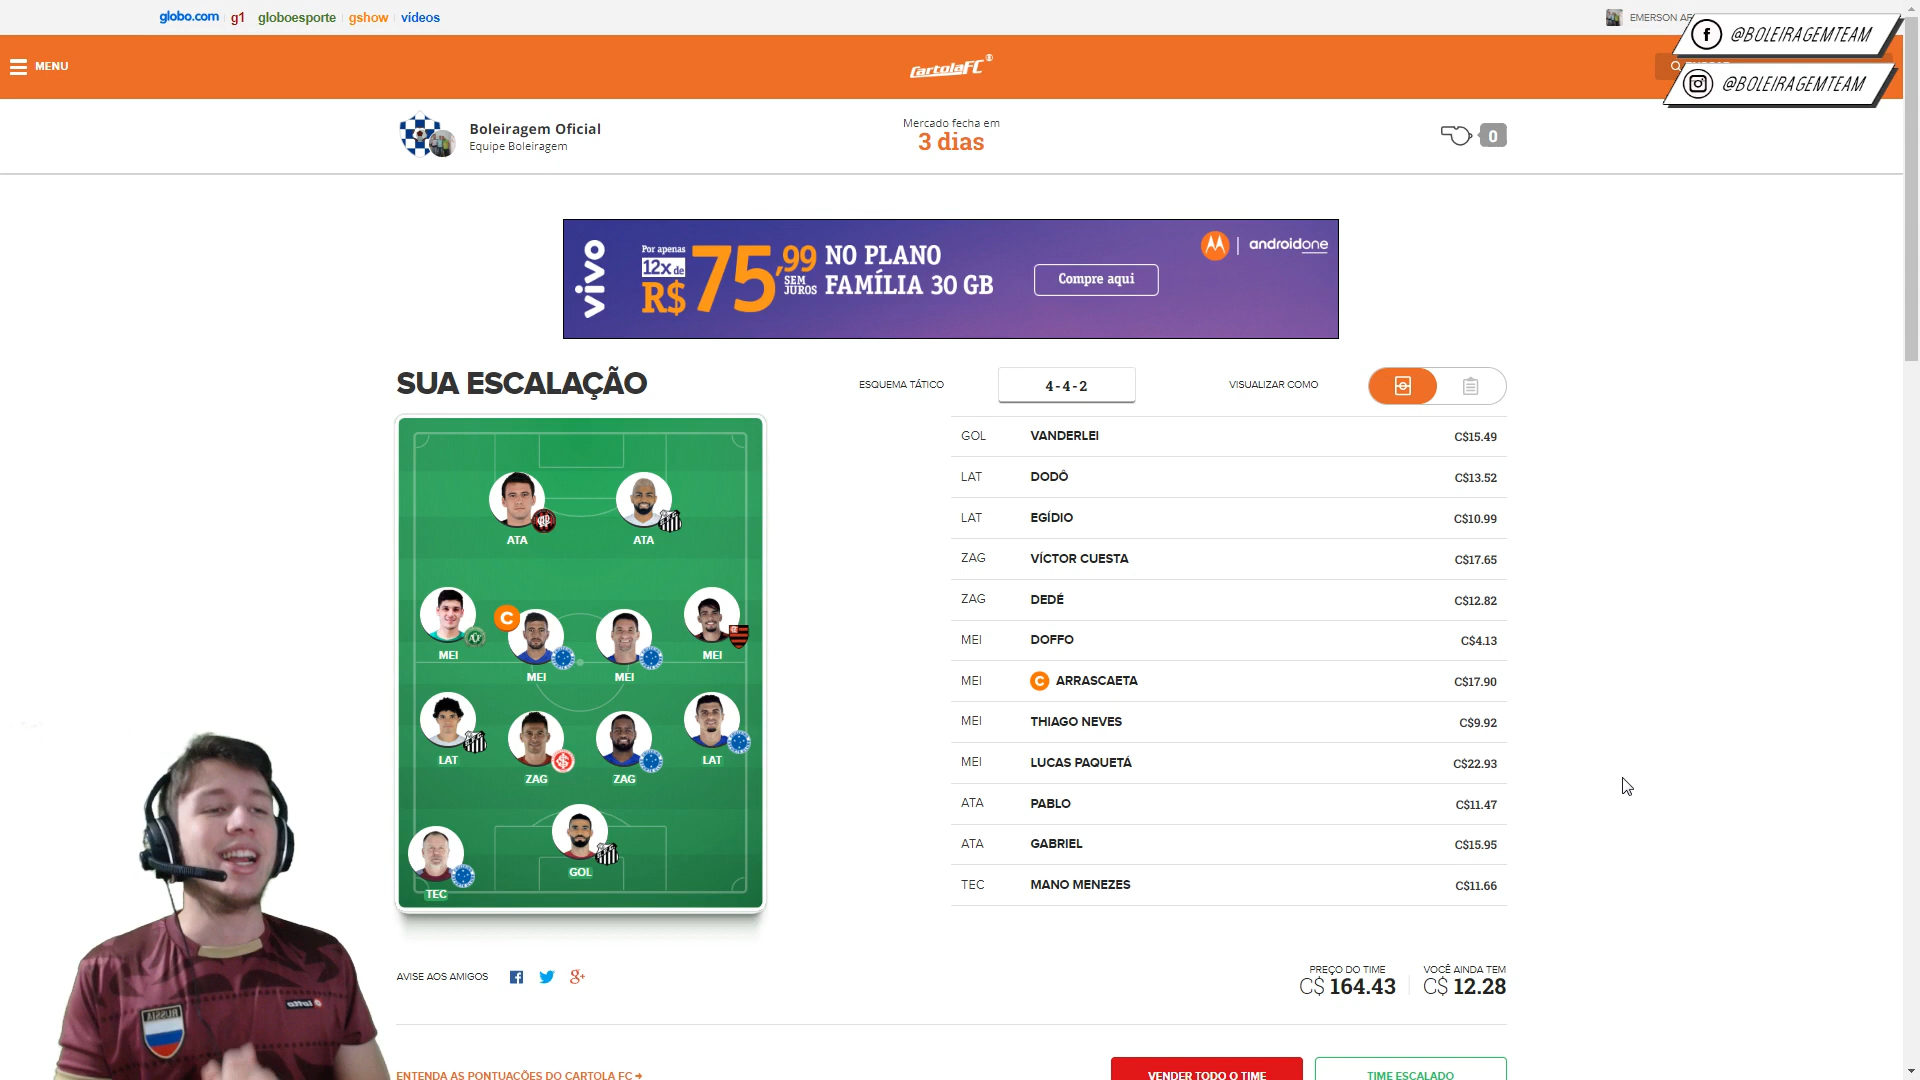 globo.com g1 globoesporte gshow vídeos
EMERSON
@BOLEIRAGEMTEAM
MENU
CartolaFC
@BOLEIRAGEMTEAM
Boleiragem Oficial
Equipe Boleiragem
Mercado fecha em
3 dias
0
vivo
Por apenas
12x de
R$ 75,99
SEM JUROS
NO PLANO
FAMÍLIA 30 GB
Compre aqui
androidone
SUA ESCALAÇÃO
ESQUEMA TÁTICO 4-4-2 VISUALIZAR COMO
ATA ATA
C
MEI MEI MEI MEI
LAT ZAG ZAG LAT
GOL
TEC
GOL VANDERLEI C$15.49
LAT DODÔ C$13.52
LAT EGÍDIO C$10.99
ZAG VÍCTOR CUESTA C$17.65
ZAG DEDÉ C$12.82
MEI DOFFO C$4.13
MEI C ARRASCAETA C$17.90
MEI THIAGO NEVES C$9.92
MEI LUCAS PAQUETÁ C$22.93
ATA PABLO C$11.47
ATA GABRIEL C$15.95
TEC MANO MENEZES C$11.66
AVISE AOS AMIGOS
PREÇO DO TIME
C$ 164.43
VOCÊ AINDA TEM
C$ 12.28
ENTENDA AS PONTUAÇÕES DO CARTOLA FC
VENDER TODO O TIME
TIME ESCALADO
lotto
RUSSIA